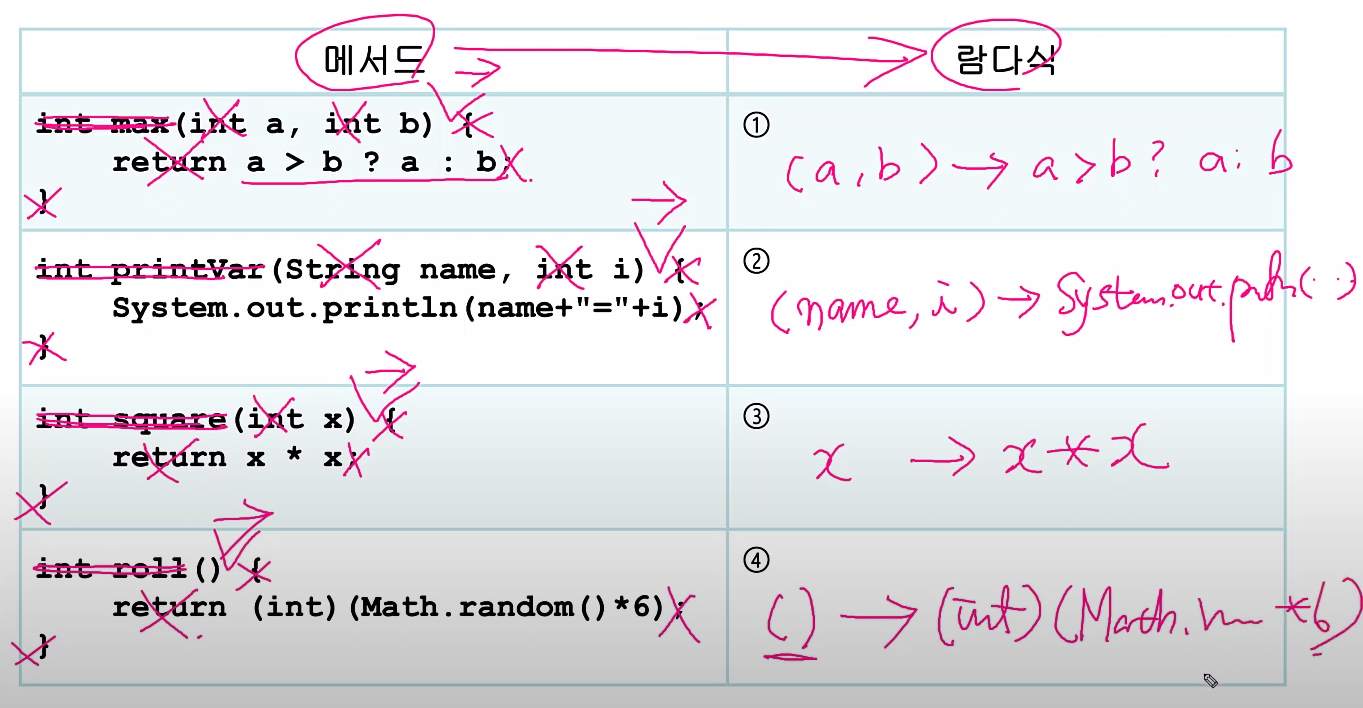 메서드 람다식
int max(int a, int b) {
return a > b ? a : b;
}
①
(a, b) → a > b ? a : b
int printVar(String name, int i) {
System.out.println(name+"="+i);
}
②
(name, i) → System.out.
int square(int x) {
return x * x;
}
③
x → x * x
int roll() {
return (int)(Math.random()*6);
}
④
() → (int)(Math. *6)